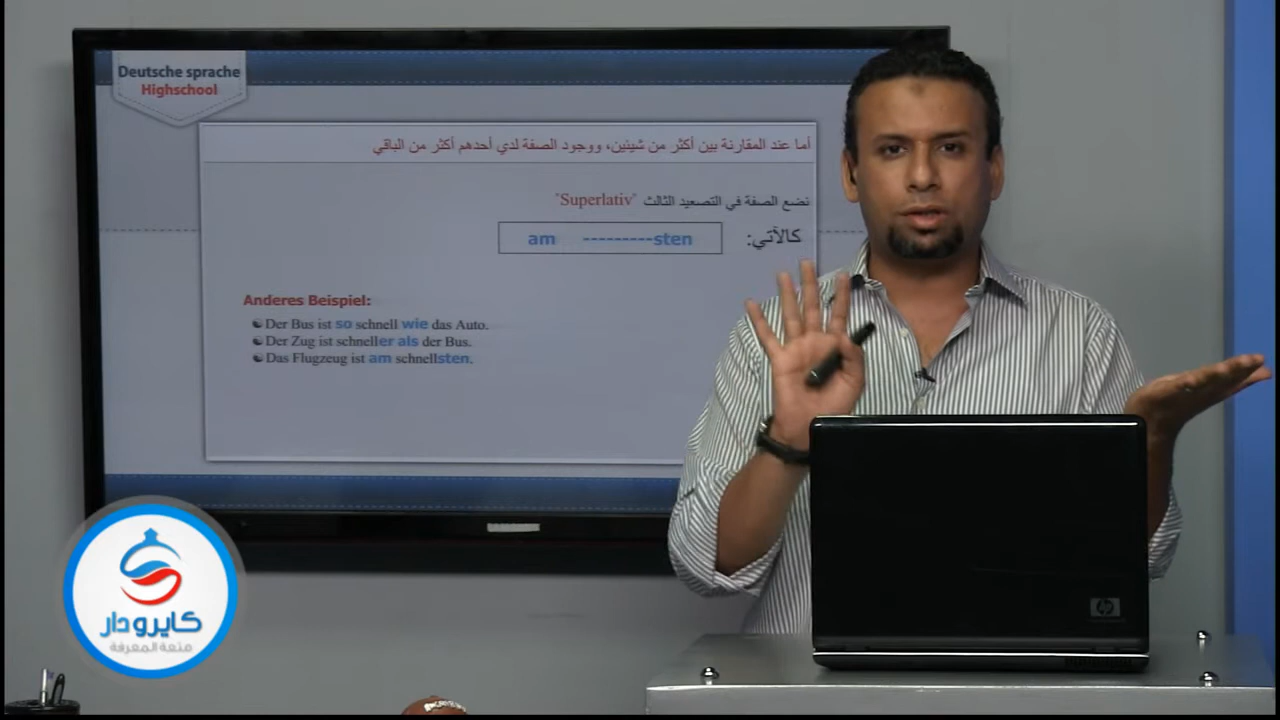 Deutsche sprache
Highschool
أما عند المقارنة بين أكثر من شيئين، ووجود الصفة لدي أحدهم أكثر من الباقي
نضع الصفة في التصعيد الثالث "Superlativ"
كالآتي: am ---------sten
Anderes Beispiel:
Der Bus ist so schnell wie das Auto.
Der Zug ist schneller als der Bus.
Das Flugzeug ist am schnellsten.
SAMSUNG
كايرودار
متعة المعرفة
hp